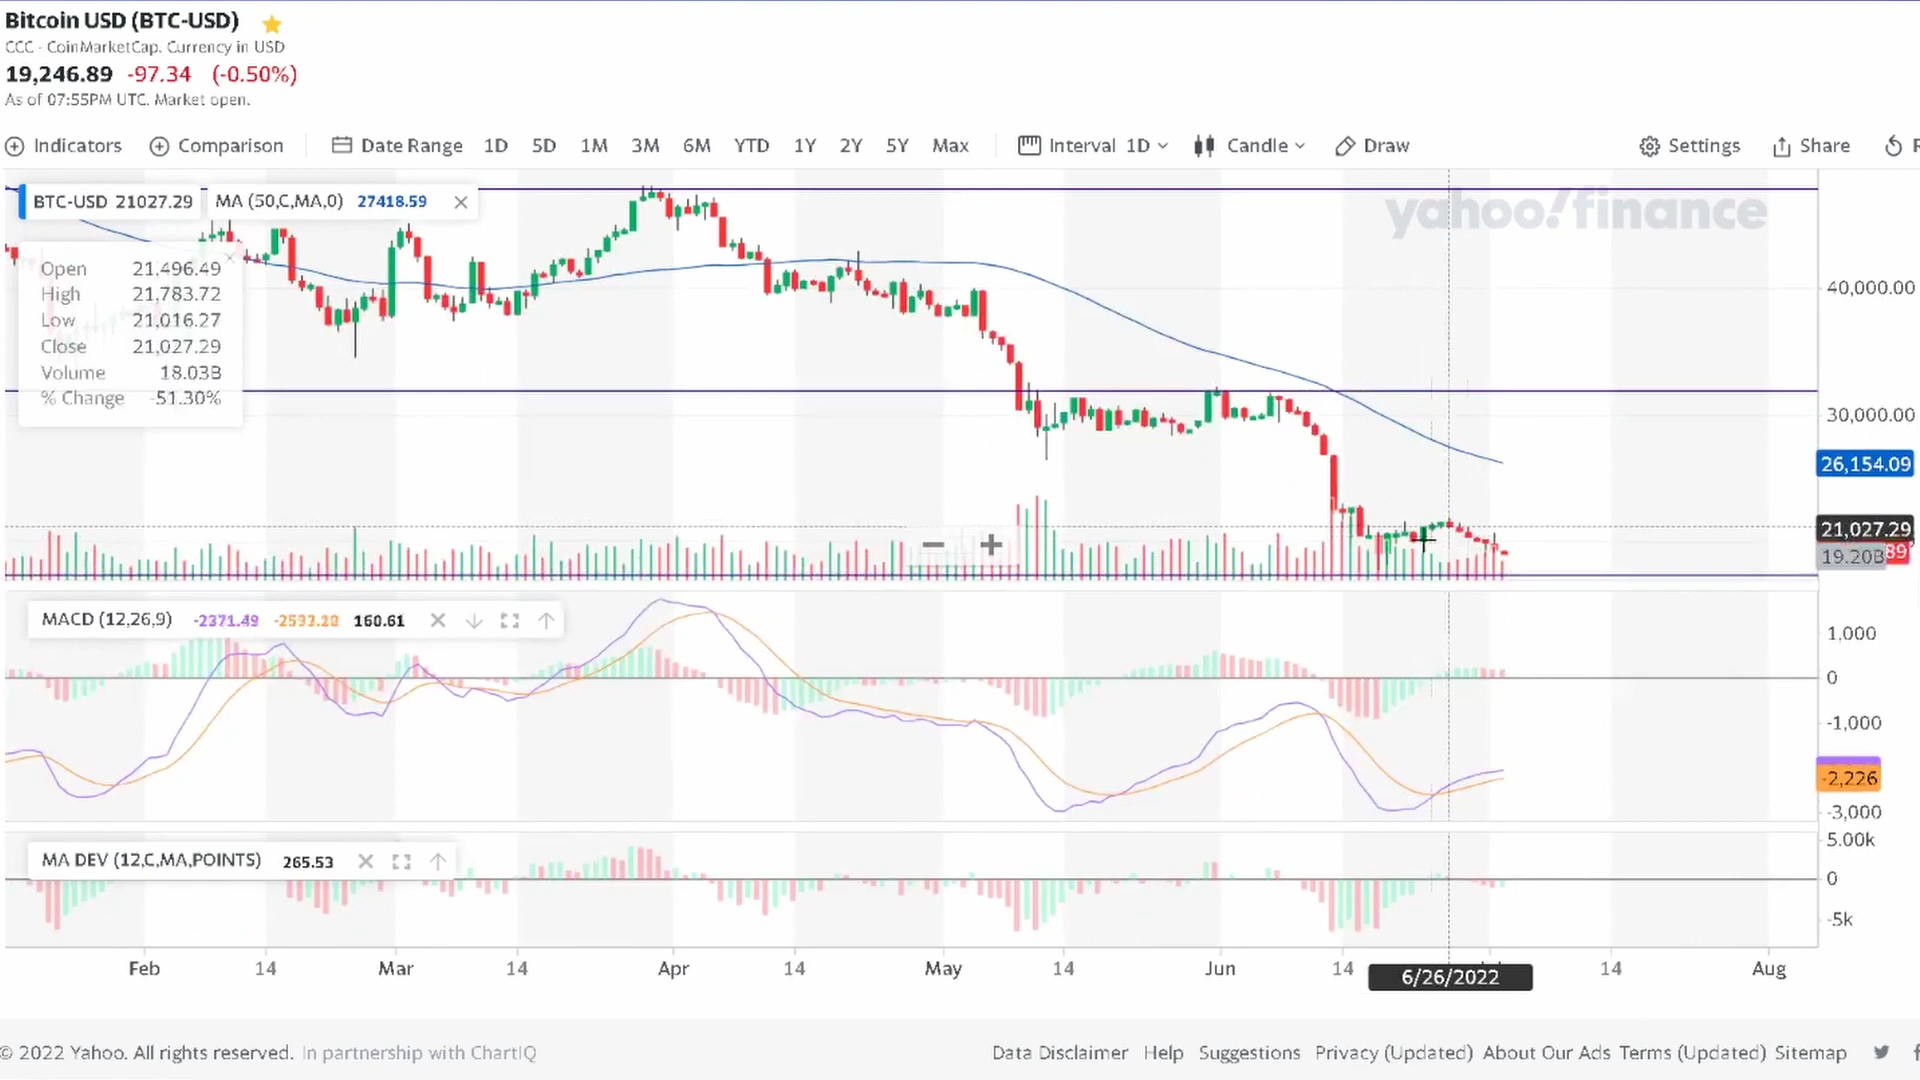 Bitcoin USD (BTC-USD)
CCC - CoinMarketCap. Currency in USD
19,246.89 -97.34 (-0.50%)
As of 07:55PM UTC. Market open.
Indicators Comparison Date Range 1D 5D 1M 3M 6M YTD 1Y 2Y 5Y Max Interval 1D Candle Draw Settings Share
BTC-USD 21027.29 MA (50,C,MA,0) 27418.59
yahoo!finance
Open 21,496.49
High 21,783.72
Low 21,016.27
Close 21,027.29
Volume 18.03B
% Change -51.30%
40,000.00
30,000.00
26,154.09
21,027.29
19.20B 89
MACD (12,26,9) -2371.49 -2532.20 160.61
1,000
0
-1,000
-2,226
-3,000
MA DEV (12,C,MA,POINTS) 265.53
5.00k
0
-5k
Feb 14 Mar 14 Apr 14 May 14 Jun 14 6/26/2022 14 Aug
© 2022 Yahoo. All rights reserved. In partnership with ChartIQ
Data Disclaimer Help Suggestions Privacy (Updated) About Our Ads Terms (Updated) Sitemap